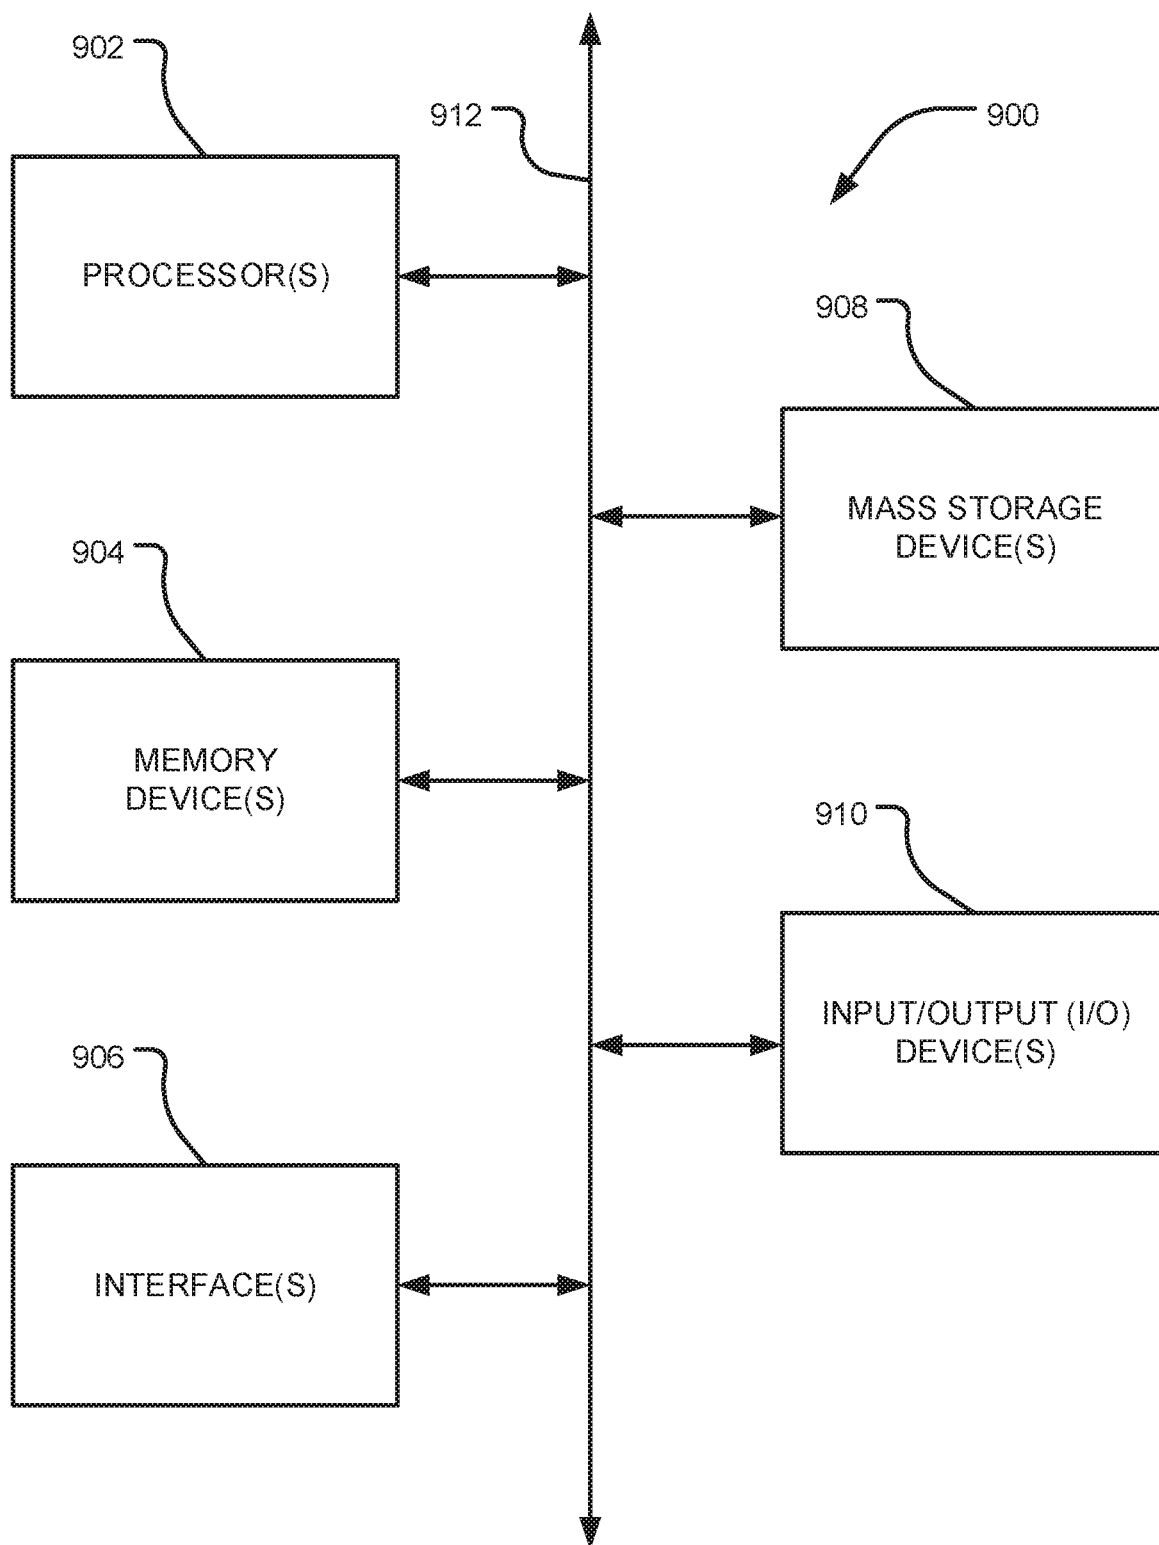 902
912
900
PROCESSOR(S)
908
MASS STORAGE
DEVICE(S)
904
MEMORY
DEVICE(S)
910
INPUT/OUTPUT (I/O)
DEVICE(S)
906
INTERFACE(S)